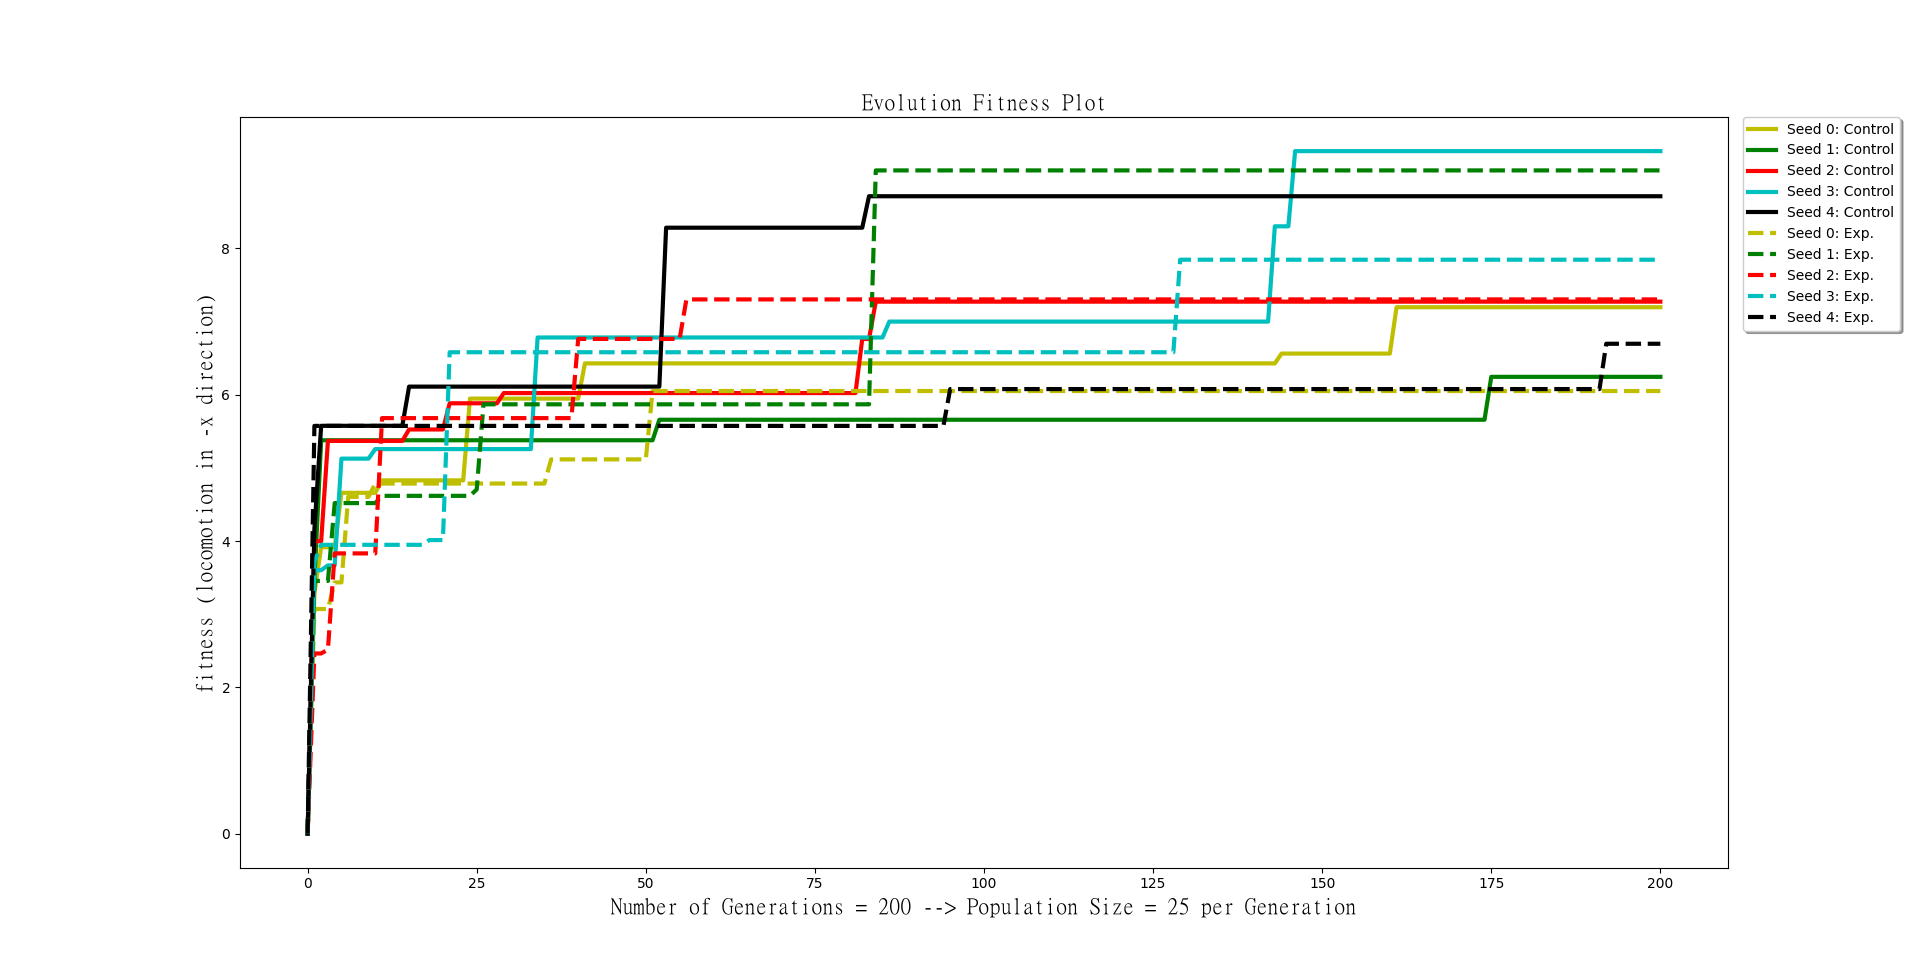 Evolution Fitness Plot
fitness (locomotion in -x direction)
8
6
4
2
0
0 25 50 75 100 125 150 175 200
Number of Generations = 200 --> Population Size = 25 per Generation
Seed 0: Control
Seed 1: Control
Seed 2: Control
Seed 3: Control
Seed 4: Control
Seed 0: Exp.
Seed 1: Exp.
Seed 2: Exp.
Seed 3: Exp.
Seed 4: Exp.